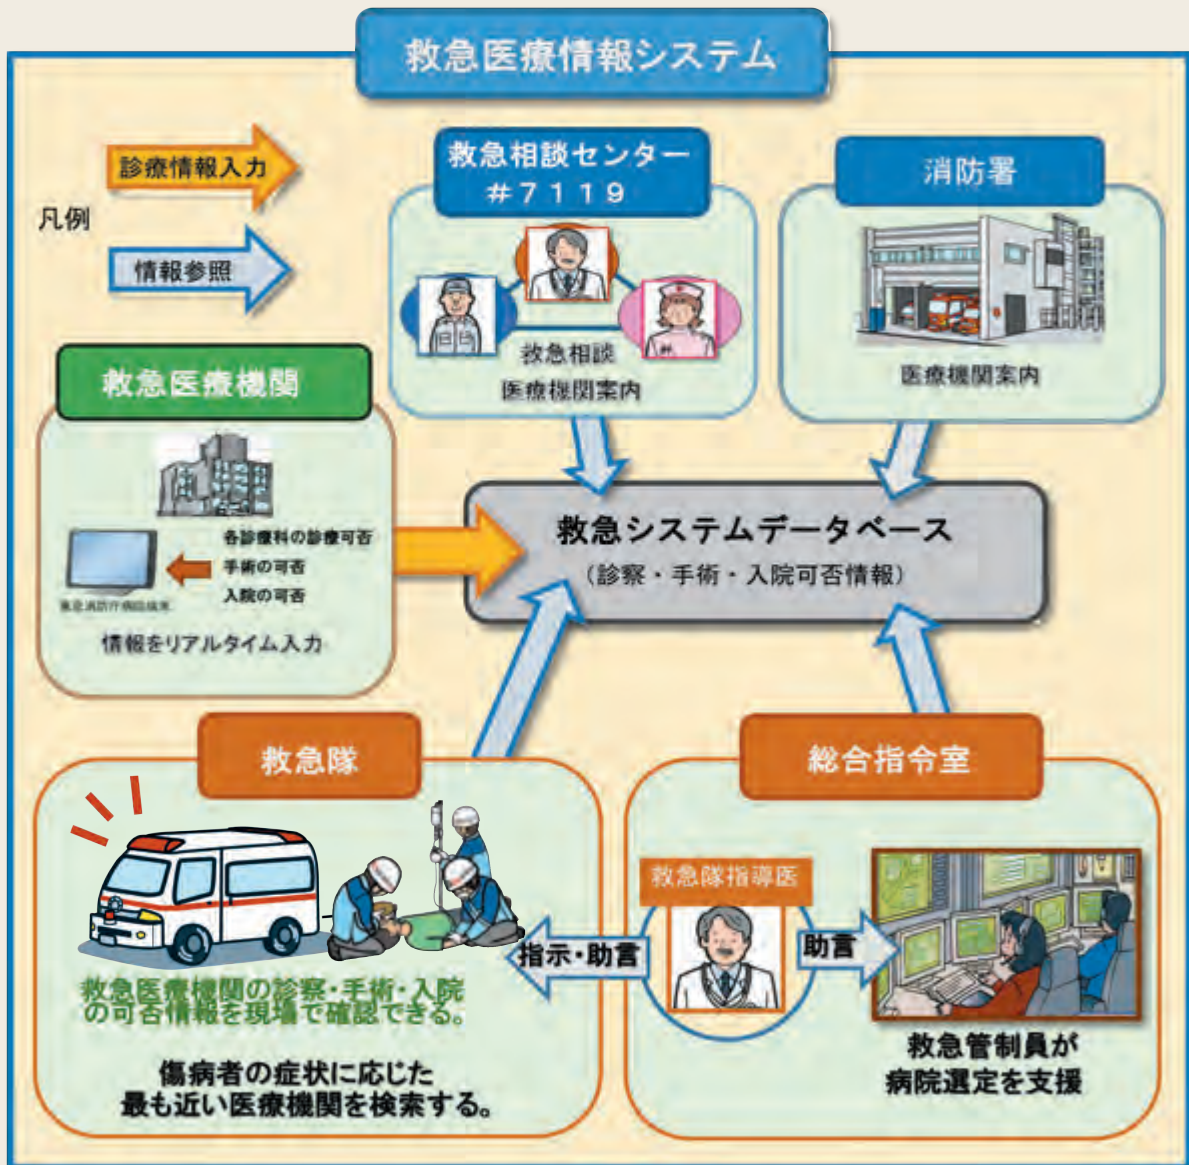 救急医療情報システム
凡例
診療情報入力
情報参照
救急相談センター
＃７１１９
救急相談
医療機関案内
消防署
医療機関案内
救急医療機関
各診療科の診療可否
手術の可否
入院の可否
情報をリアルタイム入力
救急システムデータベース
（診察・手術・入院可否情報）
救急隊
救急医療機関の診察・手術・入院
の可否情報を現場で確認できる。
傷病者の症状に応じた
最も近い医療機関を検索する。
総合指令室
救急隊指導医
指示・助言
助言
救急管制員が
病院選定を支援